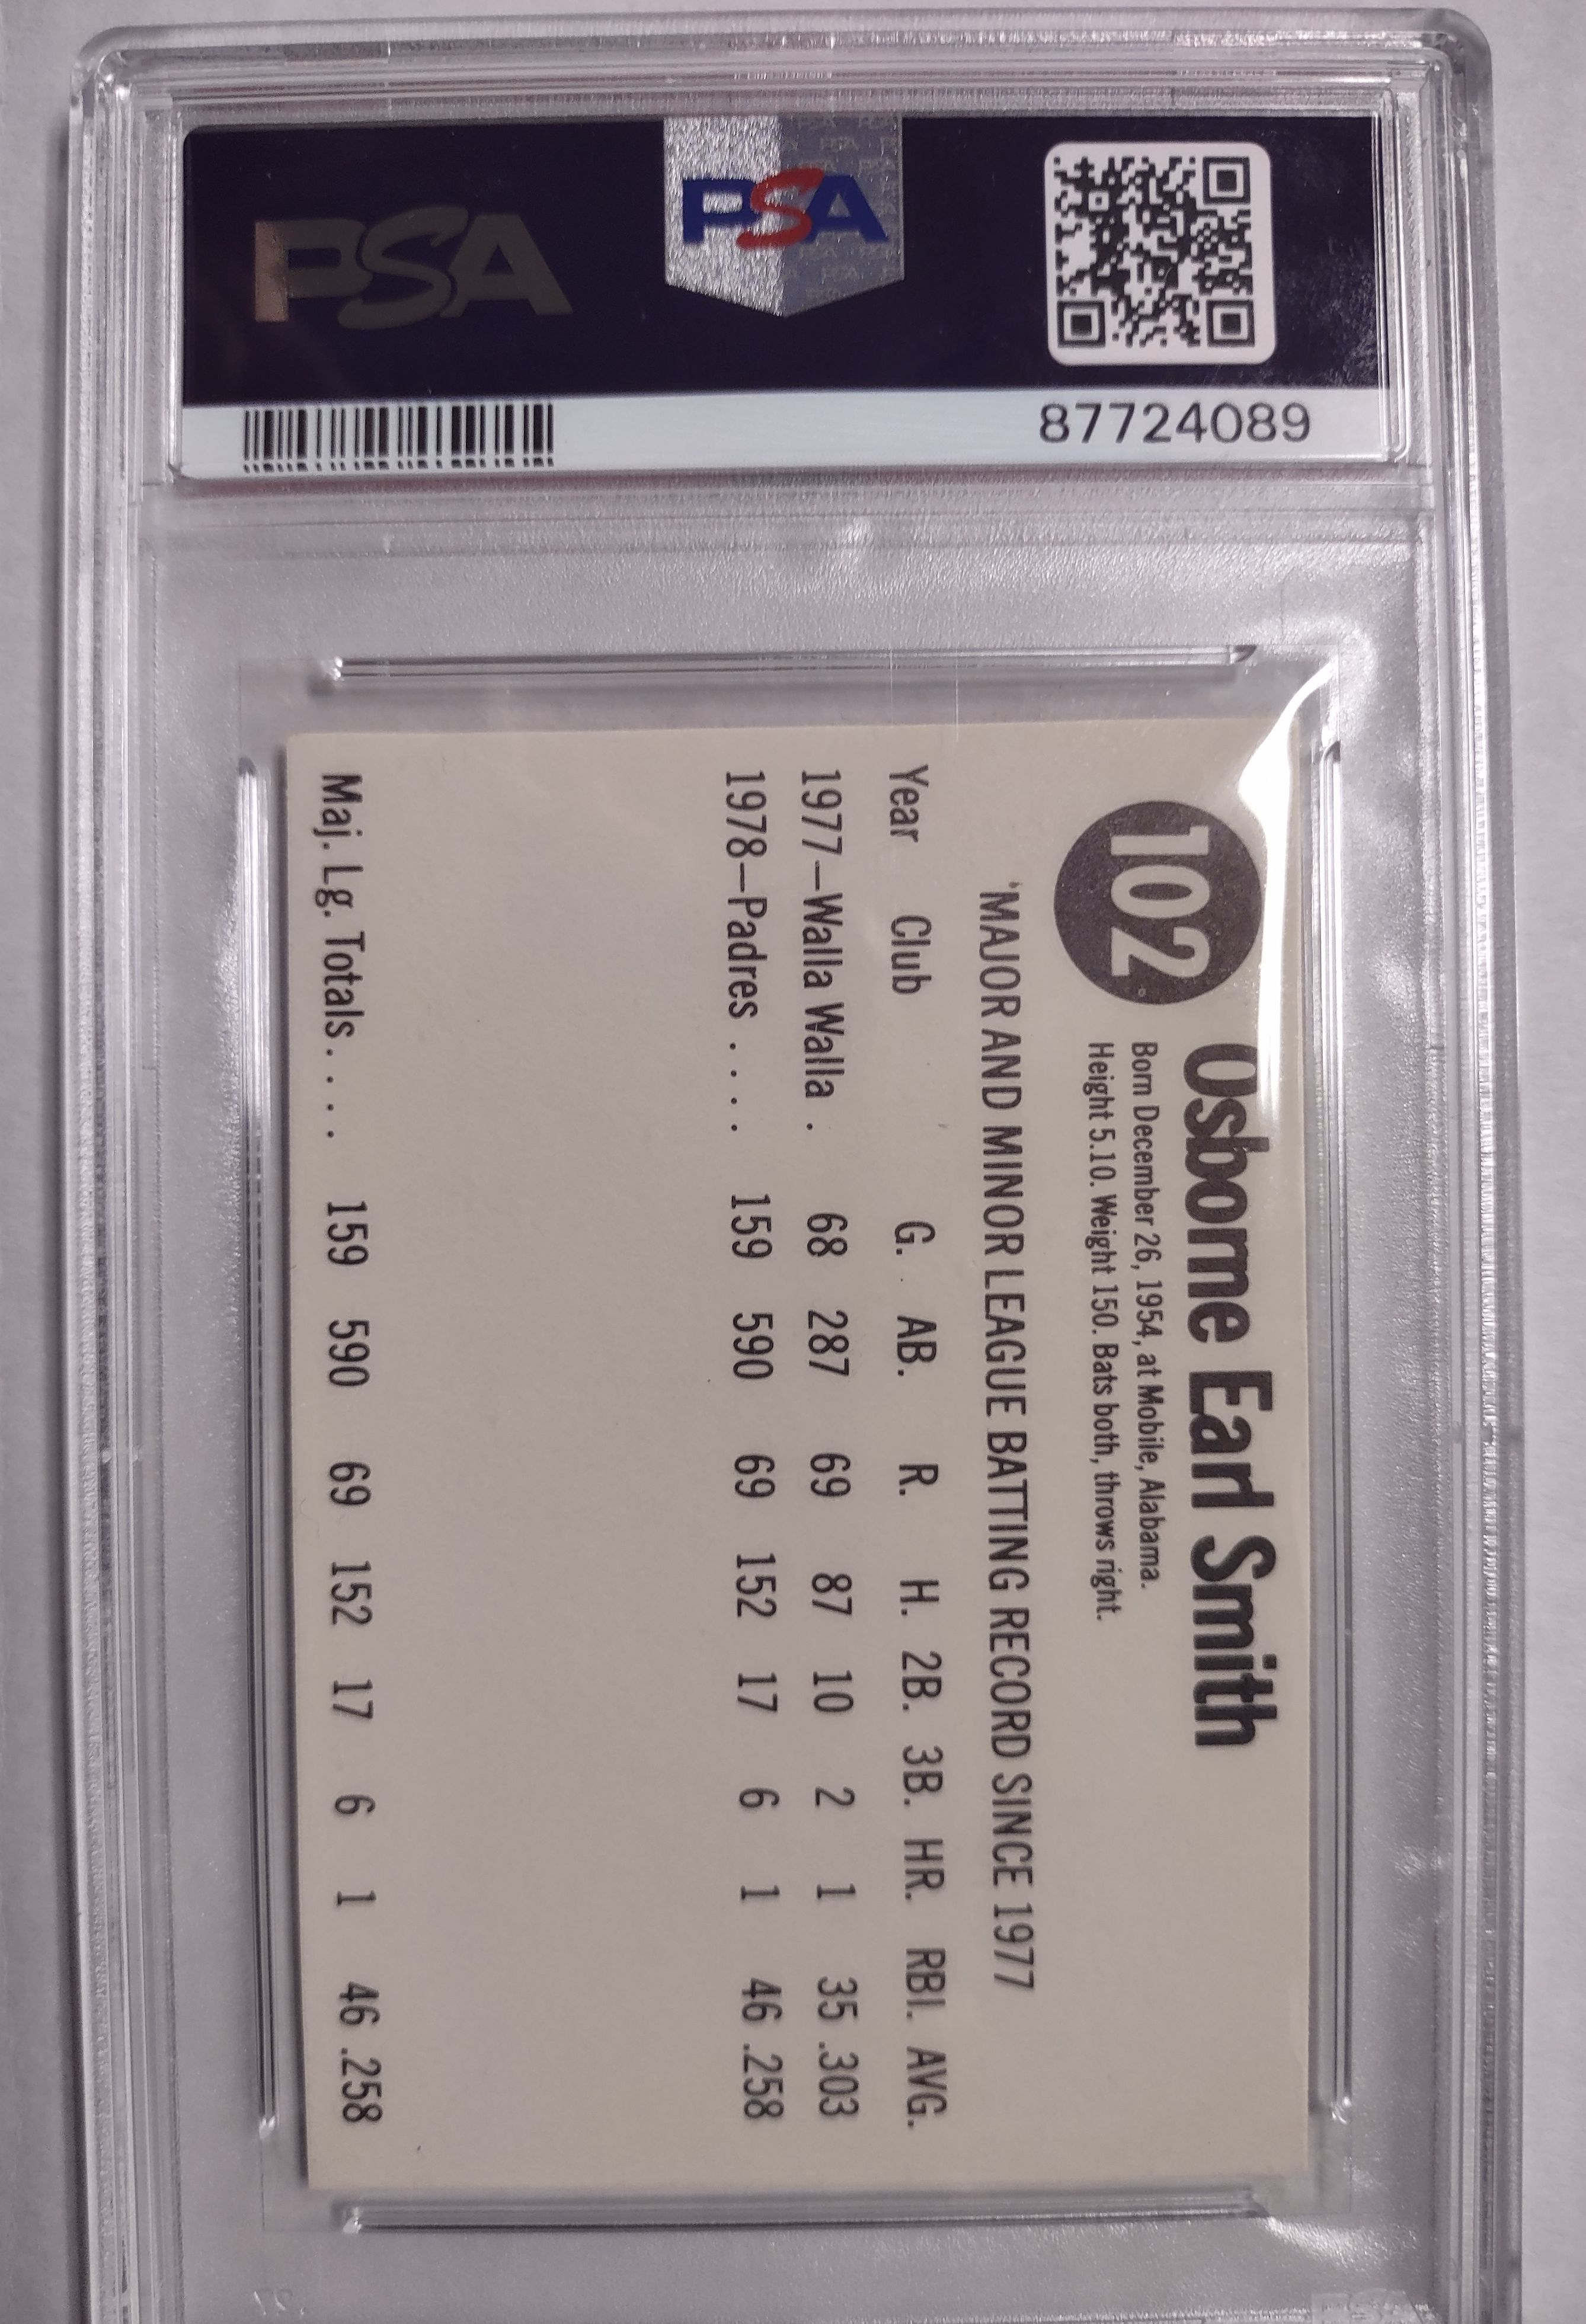 PSA
PSA
87724089
102
Osborne Earl Smith
Born December 26, 1954, at Mobile, Alabama.
Height 5.10. Weight 150. Bats both, throws right.
'MAJOR AND MINOR LEAGUE BATTING RECORD SINCE 1977
Year Club G. AB. R. H. 2B. 3B. HR. RBI. AVG.
1977—Walla Walla . 68 287 69 87 10 2 1 35 .303
1978—Padres . . . . 159 590 69 152 17 6 1 46 .258
Maj. Lg. Totals . . . . 159 590 69 152 17 6 1 46 .258